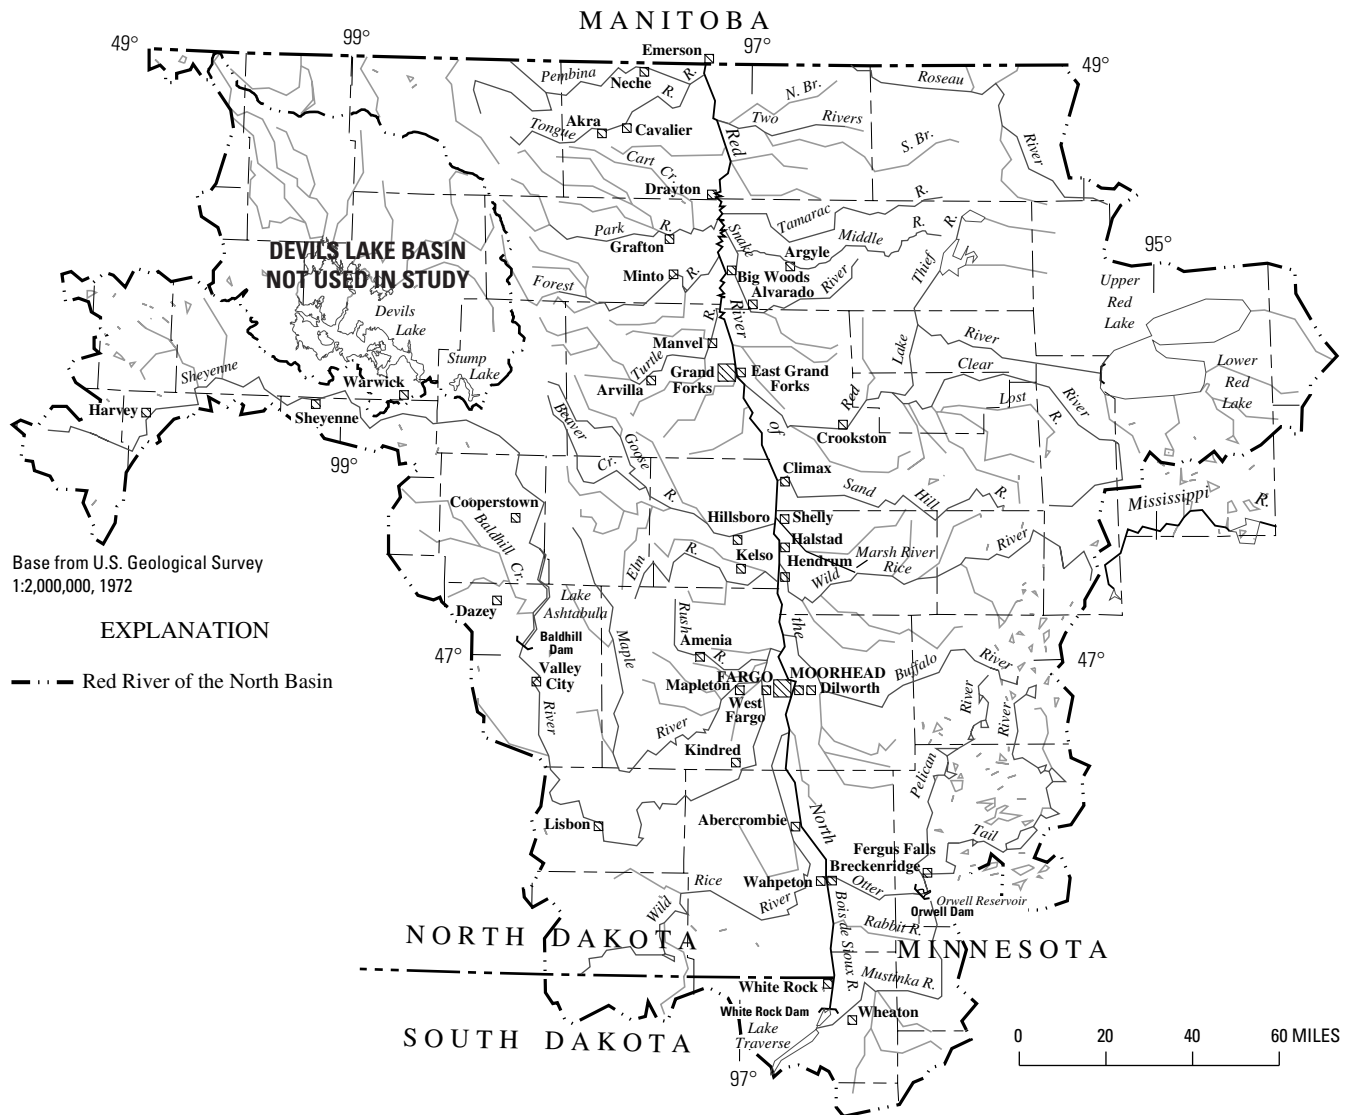 MANITOBA
49°
99°
Emerson
97°
49°
Pembina
R.
Neche
R.
N. Br.
Roseau
River
Akra
Cavalier
Tongue
Two
Rivers
S. Br.
Red
Cart
Cr.
Drayton
R.
Tamarac
Park
R.
Grafton
Snake
Middle
R.
Argyle
R.
Thief
DEVILS LAKE BASIN
NOT USED IN STUDY
95°
Minto
R.
Big Woods
River
Alvarado
Forest
Upper
Red
Lake
Devils
Lake
R.
River
Manvel
River
Lake
Clear
Lower
Red
Lake
Stump
Lake
Sheyenne
Turtle
Grand
Forks
East Grand
Forks
Arvilla
Warwick
Red
Lost
River
R.
Harvey
Sheyenne
Beaver
Cr.
Goose
R.
of
Crookston
99°
Climax
Sand
Hill
R.
Mississippi
R.
Cooperstown
Baldhill
Cr.
Hillsboro
Shelly
Halstad
River
Marsh River
Base from U.S. Geological Survey
1:2,000,000, 1972
Elm
R.
Kelso
Hendrum
Wild
Rice
EXPLANATION
Dazey
Lake
Ashtabula
Rush
R.
the
Amenia
Baldhill
Dam
Maple
River
47°
47°
Red River of the North Basin
Valley
City
River
FARGO
MOORHEAD
Mapleton
West
Fargo
Dilworth
Buffalo
River
River
River
Kindred
Pelican
Lisbon
Abercrombie
North
Tail
Fergus Falls
Breckenridge
Wahpeton
Otter
Rice
River
Wild
Orwell Reservoir
Orwell Dam
Bois de Sioux R.
Rabbit R.
NORTH DAKOTA
MINNESOTA
Mustinka R.
White Rock
White Rock Dam
Wheaton
Lake
Traverse
SOUTH DAKOTA
97°
0 20 40 60 MILES